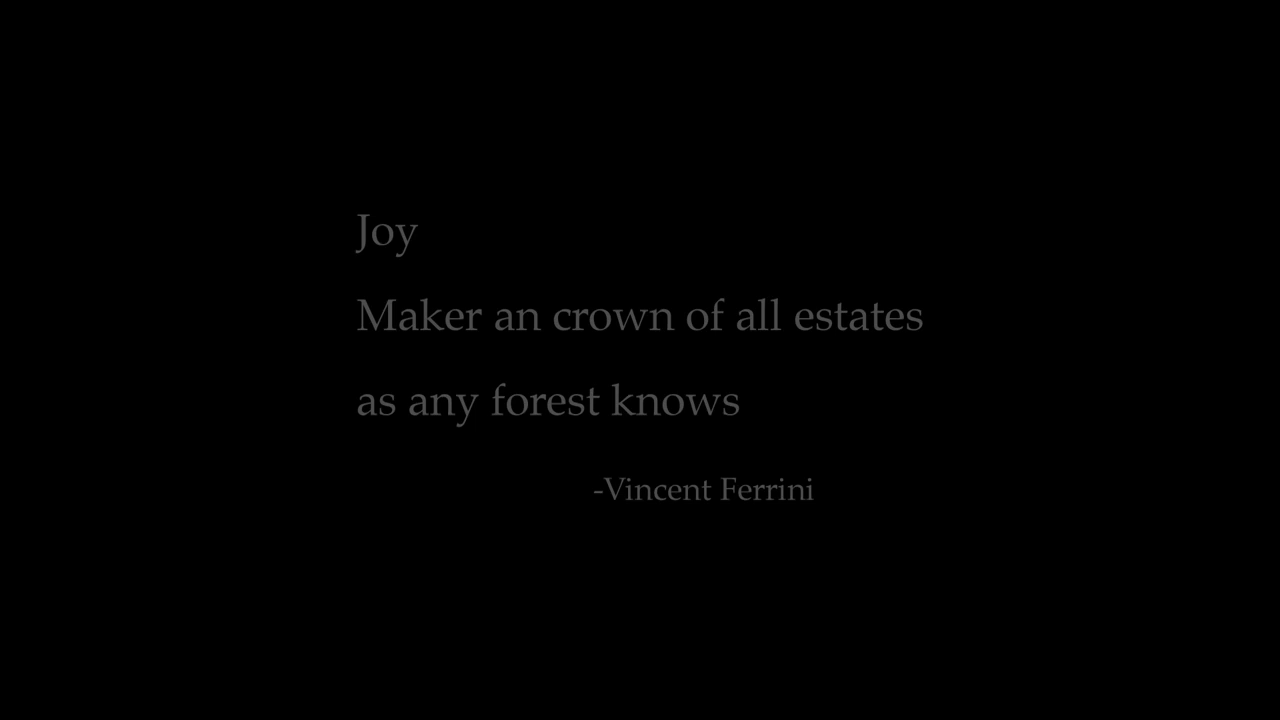 Joy
Maker an crown of all estates
as any forest knows
-Vincent Ferrini